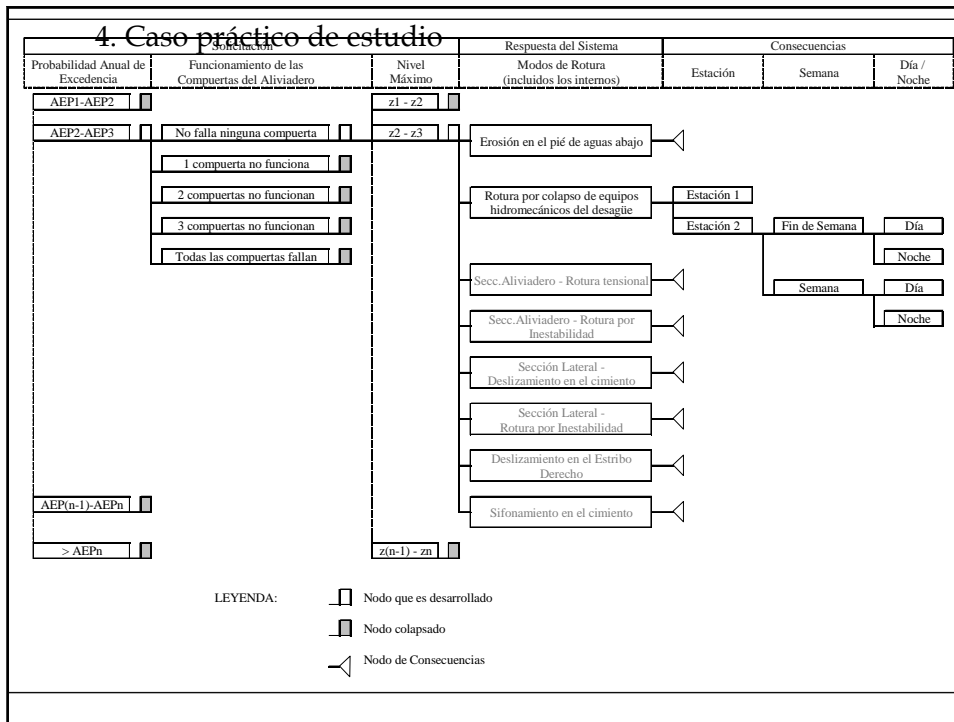 4. Caso práctico de estudio
Solicitación
Respuesta del Sistema
Consecuencias
Probabilidad Anual de
Excedencia
Funcionamiento de las
Compuertas del Aliviadero
Nivel
Máximo
Modos de Rotura
(incluidos los internos)
Estación
Semana
Día /
Noche
AEP1-AEP2
z1 - z2
AEP2-AEP3
No falla ninguna compuerta
z2 - z3
Erosión en el pié de aguas abajo
1 compuerta no funciona
2 compuertas no funcionan
Rotura por colapso de equipos
hidromecánicos del desagüe
Estación 1
3 compuertas no funcionan
Estación 2
Fin de Semana
Día
Todas las compuertas fallan
Noche
Secc.Aliviadero - Rotura tensional
Semana
Día
Secc.Aliviadero - Rotura por
Inestabilidad
Noche
Sección Lateral -
Deslizamiento en el cimiento
Sección Lateral -
Rotura por Inestabilidad
Deslizamiento en el Estribo
Derecho
AEP(n-1)-AEPn
Sifonamiento en el cimiento
> AEPn
z(n-1) - zn
LEYENDA:
Nodo que es desarrollado
Nodo colapsado
Nodo de Consecuencias